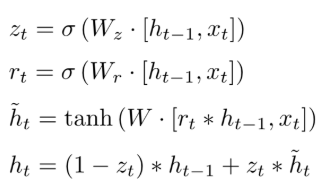 z_t = σ (W_z · [h_{t−1}, x_t])
r_t = σ (W_r · [h_{t−1}, x_t])
h̃_t = tanh (W · [r_t * h_{t−1}, x_t])
h_t = (1 − z_t) * h_{t−1} + z_t * h̃_t